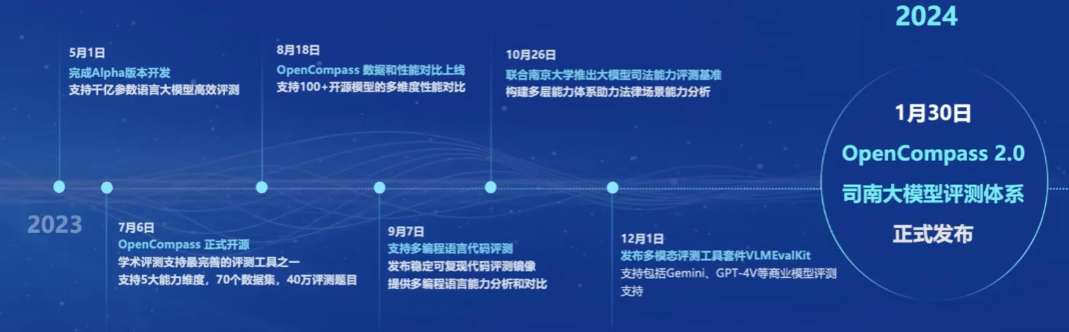 2024
5月1日
完成Alpha版本开发
支持千亿参数语言大模型高效评测
8月18日
OpenCompass 数据和性能对比上线
支持100+开源模型的多维度性能对比
10月26日
联合南京大学推出大模型司法能力评测基准
构建多层能力体系助力法律场景能力分析
2023
7月6日
OpenCompass 正式开源
学术评测支持最完善的评测工具之一
支持5大能力维度，70个数据集，40万评测题目
9月7日
支持多编程语言代码评测
发布稳定可复现代码评测镜像
提供多编程语言能力分析和对比
12月1日
发布多模态评测工具套件VLMEvalKit
支持包括Gemini、GPT-4V等商业模型评测
支持
1月30日
OpenCompass 2.0
司南大模型评测体系
正式发布